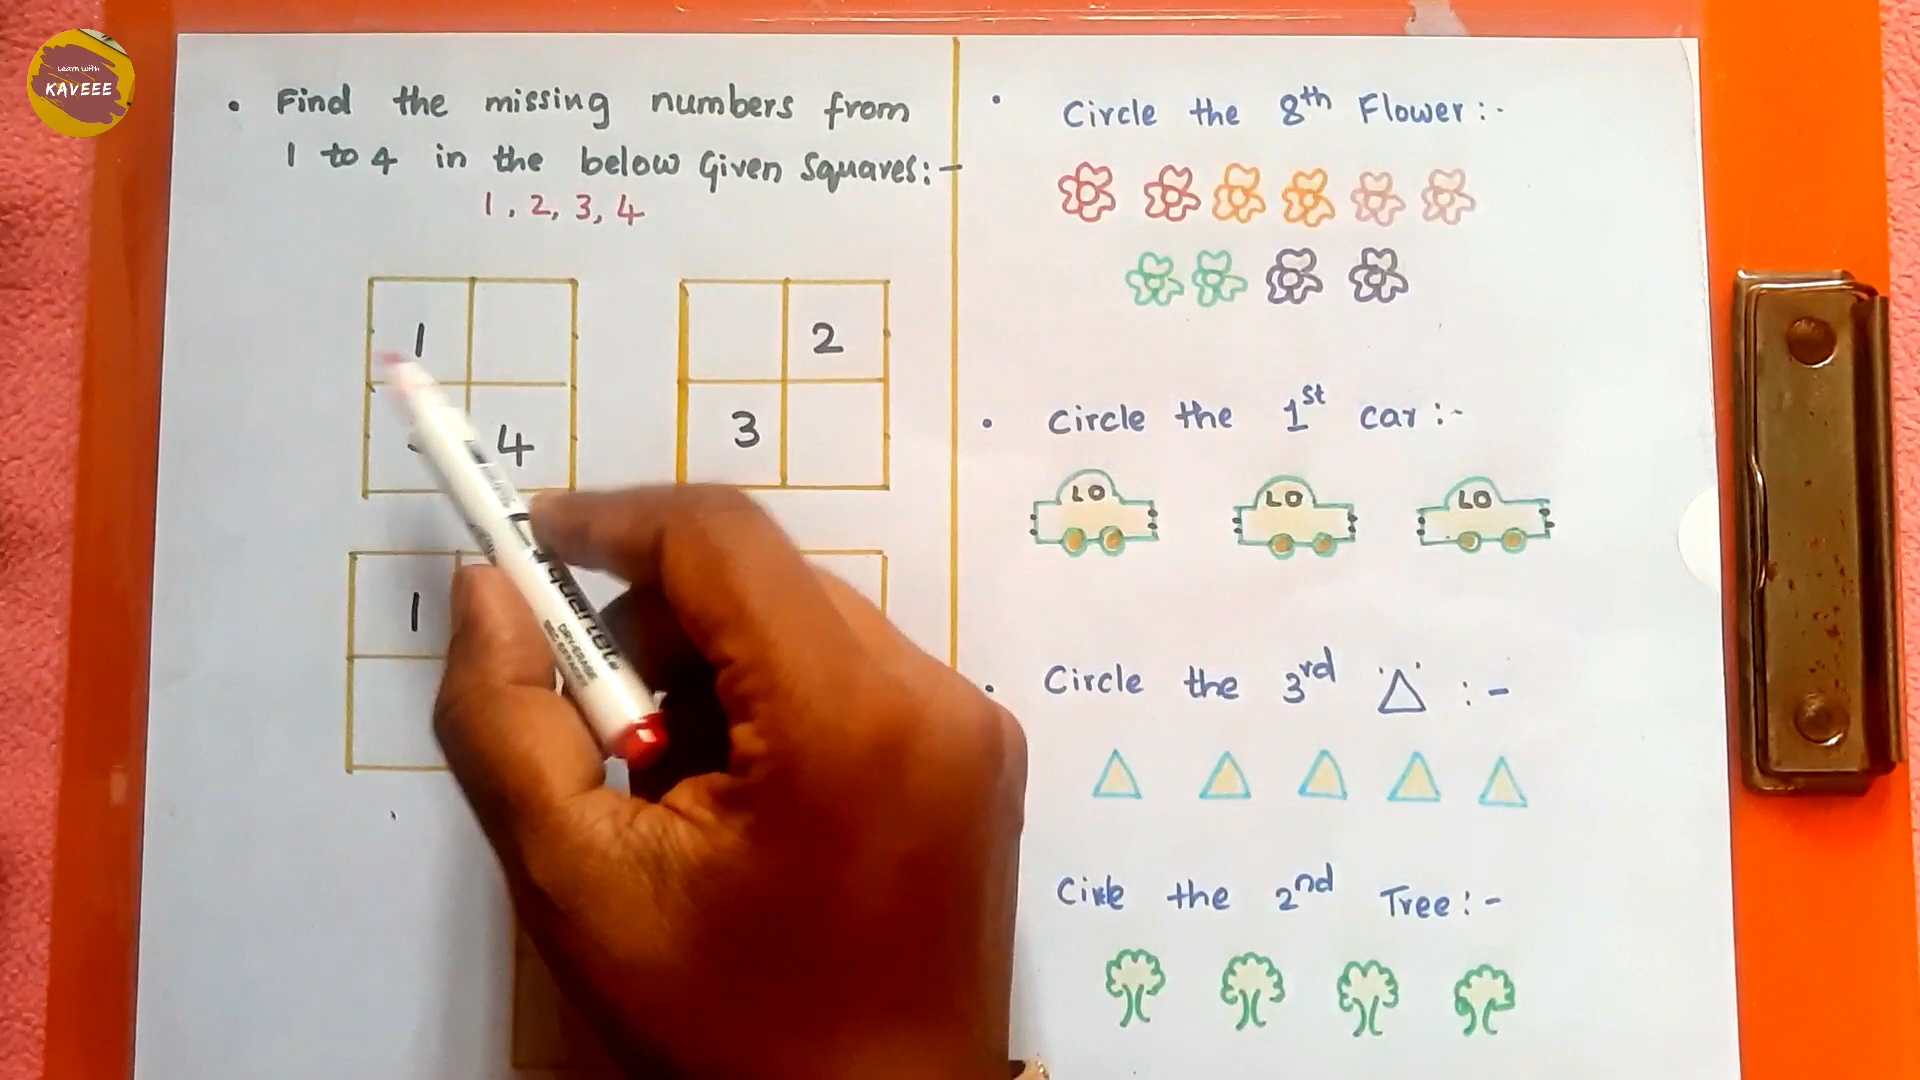 Learn with
KAVEEE
• Find the missing numbers from
1 to 4 in the below Given Squares:-
1, 2, 3, 4
1
4
2
3
1
• Circle the 8th Flower:-
• Circle the 1st car:-
LO LO LO
• Circle the 3rd △ :-
Circle the 2nd Tree:-